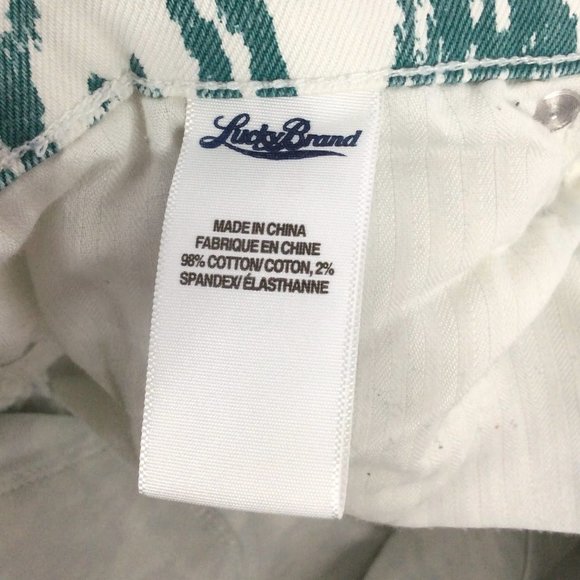 Lucky Brand
MADE IN CHINA
FABRIQUE EN CHINE
98% COTTON/ COTON, 2%
SPANDEX/ ÉLASTHANNE